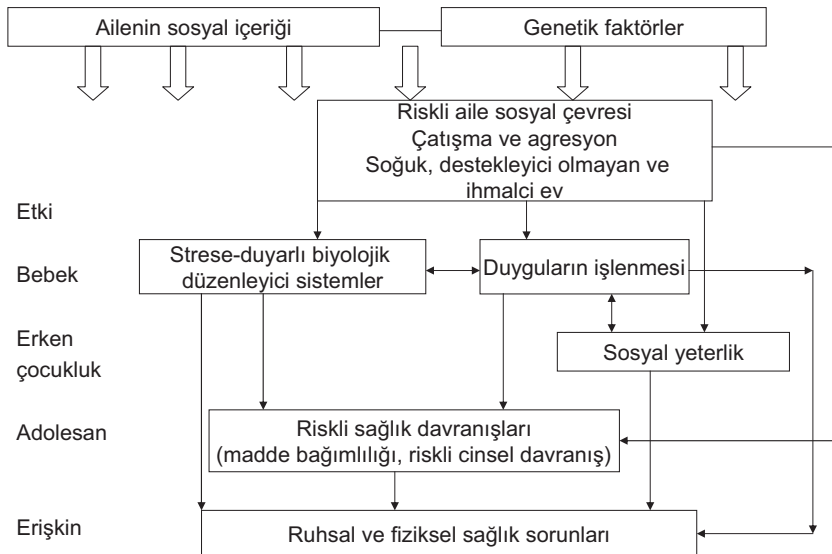 Ailenin sosyal içeriği
Genetik faktörler
Riskli aile sosyal çevresi
Çatışma ve agresyon
Soğuk, destekleyici olmayan ve
ihmalci ev
Etki
Bebek
Strese-duyarlı biyolojik
düzenleyici sistemler
Duyguların işlenmesi
Erken
çocukluk
Sosyal yeterlik
Adolesan
Riskli sağlık davranışları
(madde bağımlılığı, riskli cinsel davranış)
Erişkin
Ruhsal ve fiziksel sağlık sorunları